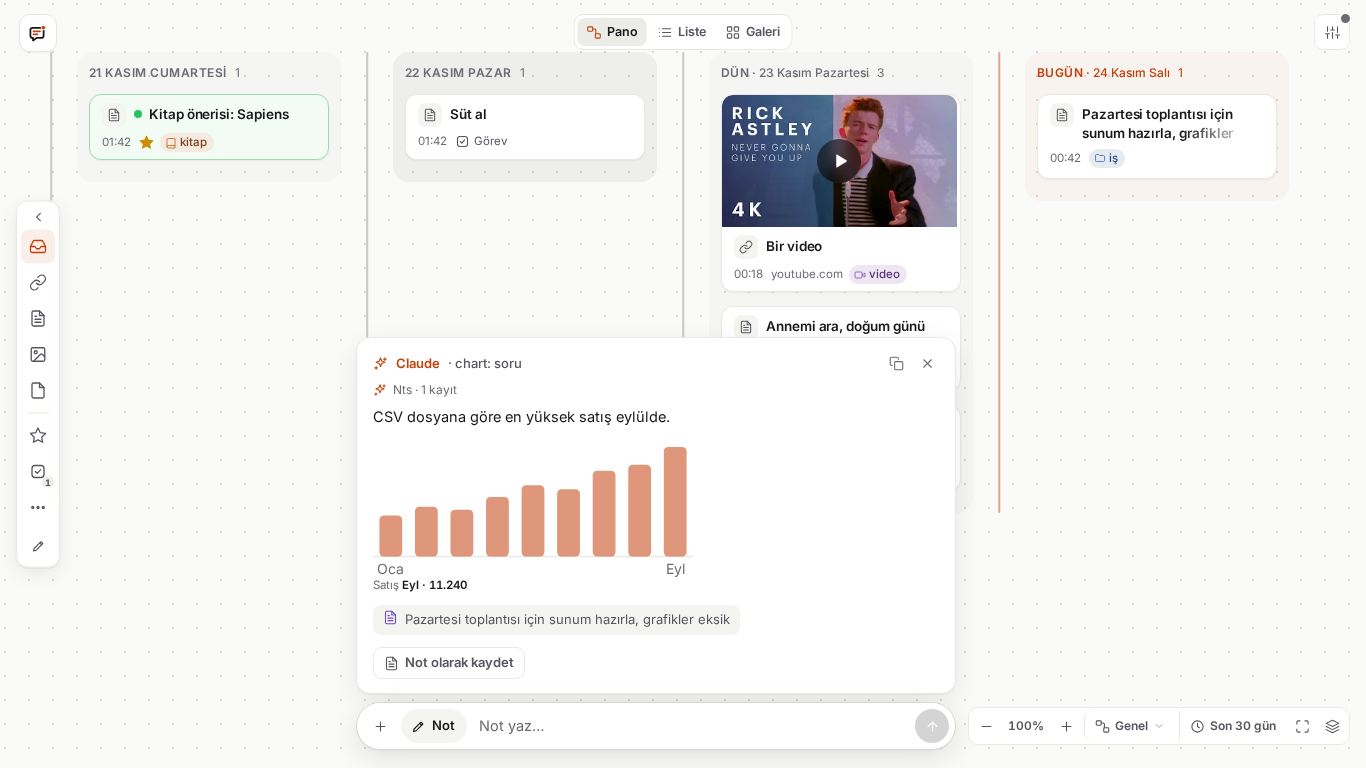 Pano
Liste
Galeri
21 KASIM CUMARTESİ 1
Kitap önerisi: Sapiens
01:42 kitap
22 KASIM PAZAR 1
Süt al
01:42 Görev
DÜN · 23 Kasım Pazartesi 3
RICK
ASTLEY
NEVER GONNA
GIVE YOU UP
4K
Bir video
00:18 youtube.com video
Annemi ara, doğum günü
BUGÜN · 24 Kasım Salı 1
Pazartesi toplantısı için
sunum hazırla, grafikler
00:42 iş
1
Claude · chart: soru
Nts · 1 kayıt
CSV dosyana göre en yüksek satış eylülde.
Oca Eyl
Satış Eyl · 11.240
Pazartesi toplantısı için sunum hazırla, grafikler eksik
Not olarak kaydet
Not
Not yaz...
100%
Genel
Son 30 gün